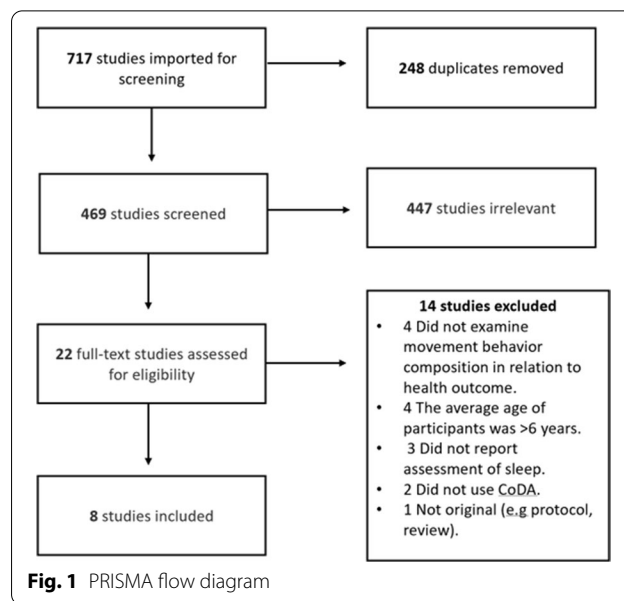 717 studies imported for
screening
248 duplicates removed
469 studies screened
447 studies irrelevant
22 full-text studies assessed
for eligibility
14 studies excluded
• 4 Did not examine
movement behavior
composition in relation to
health outcome.
• 4 The average age of
participants was >6 years.
• 3 Did not report
assessment of sleep.
• 2 Did not use CoDA.
• 1 Not original (e.g protocol,
review).
8 studies included
Fig. 1 PRISMA flow diagram